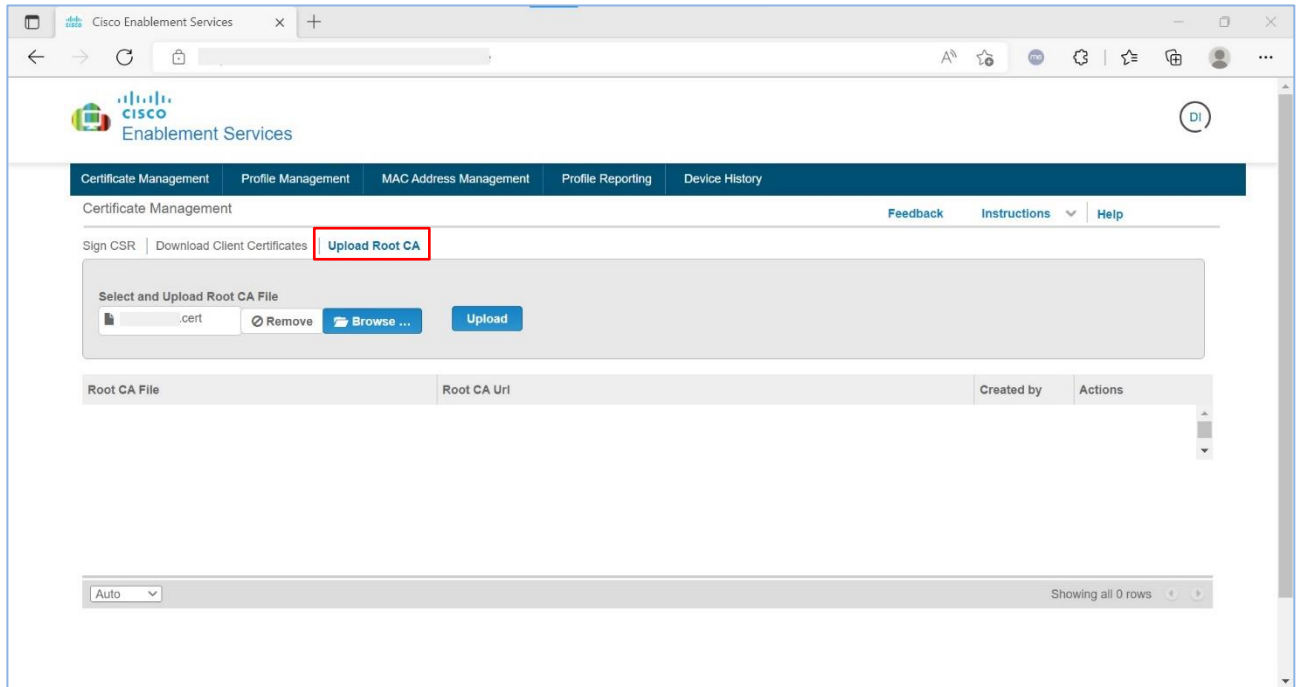 Cisco Enablement Services
CISCO
Enablement Services
DI
Certificate Management Profile Management MAC Address Management Profile Reporting Device History
Certificate Management
Feedback Instructions Help
Sign CSR Download Client Certificates Upload Root CA
Select and Upload Root CA File
.cert Remove Browse ... Upload
Root CA File Root CA Url Created by Actions
Auto Showing all 0 rows